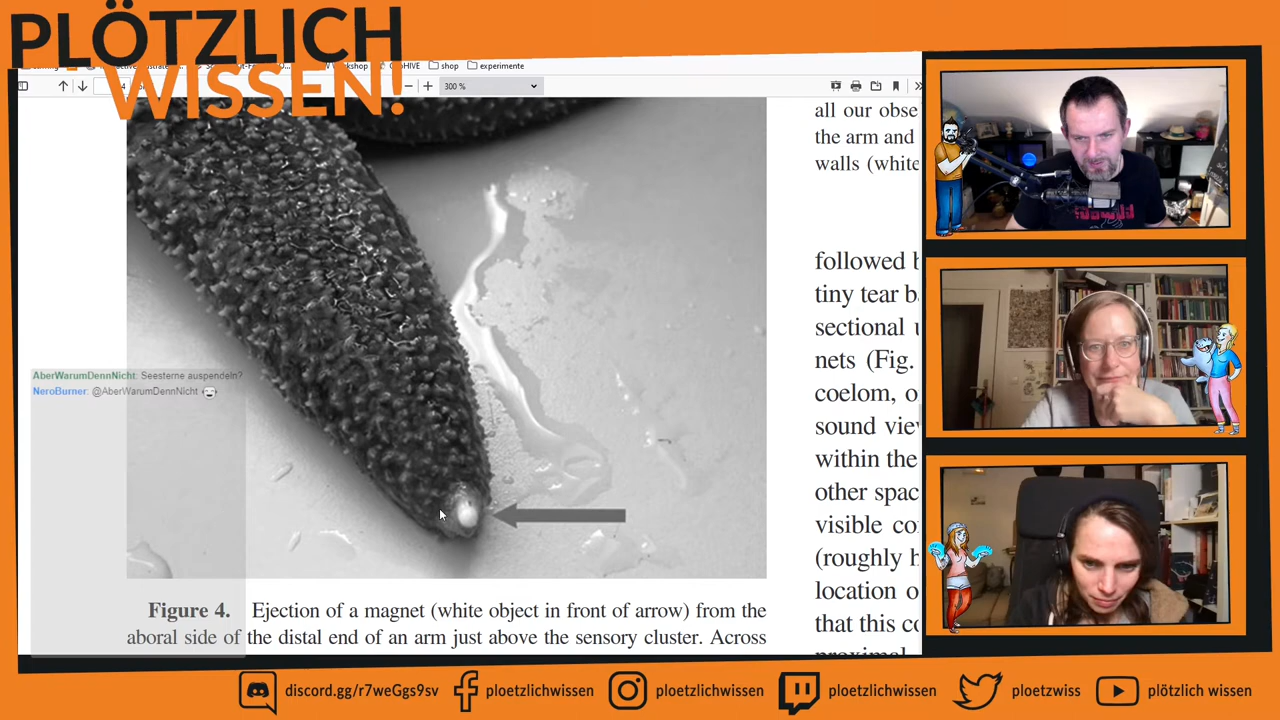 PLÖTZLICH
WISSEN!
shop
experimente
300 %
all our obse
the arm and
walls (white
followed b
tiny tear b
sectional u
nets (Fig.
coelom, o
sound view
within the
other spac
visible co
(roughly h
location o
that this co
proximal
AberWarumDennNicht: Seesterne auspendeln?
NeroBurner: @AberWarumDennNicht
Figure 4. Ejection of a magnet (white object in front of arrow) from the
aboral side of the distal end of an arm just above the sensory cluster. Across
discord.gg/r7weGgs9sv
ploetzlichwissen
ploetzlichwissen
ploetzlichwissen
ploetzwiss
plötzlich wissen